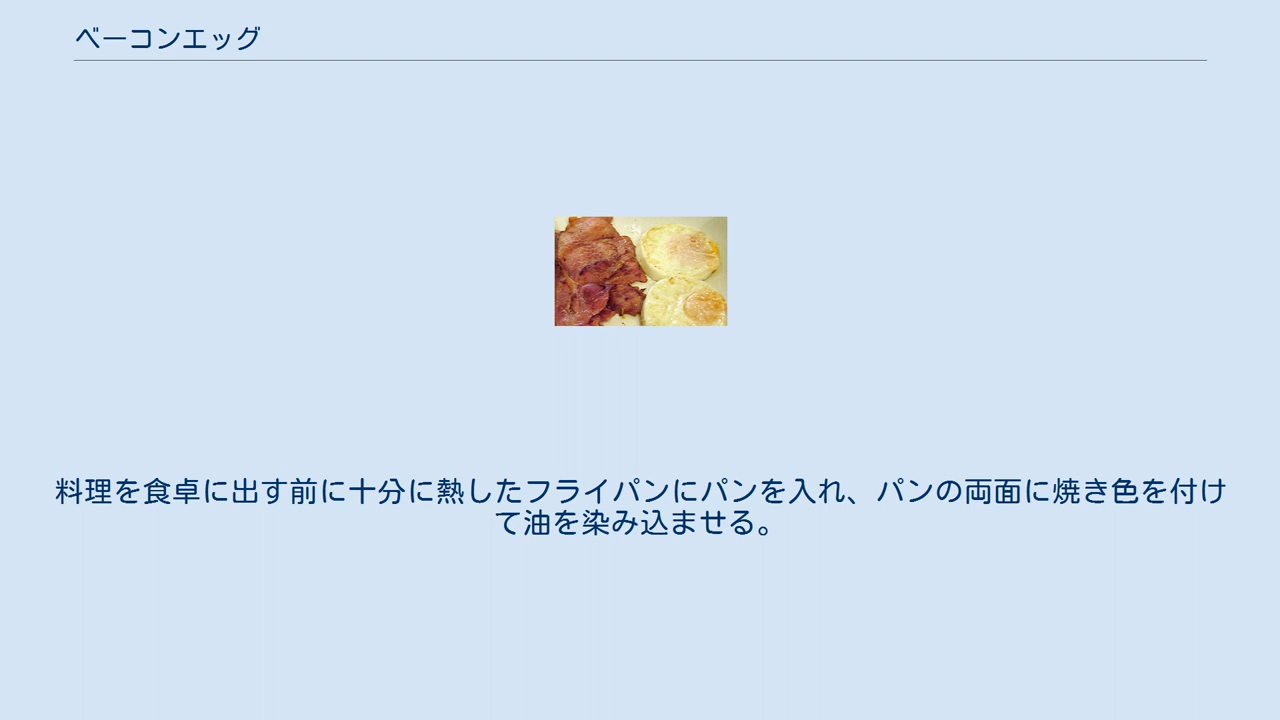 ベーコンエッグ
料理を食卓に出す前に十分に熱したフライパンにパンを入れ、パンの両面に焼き色を付け
て油を染み込ませる。